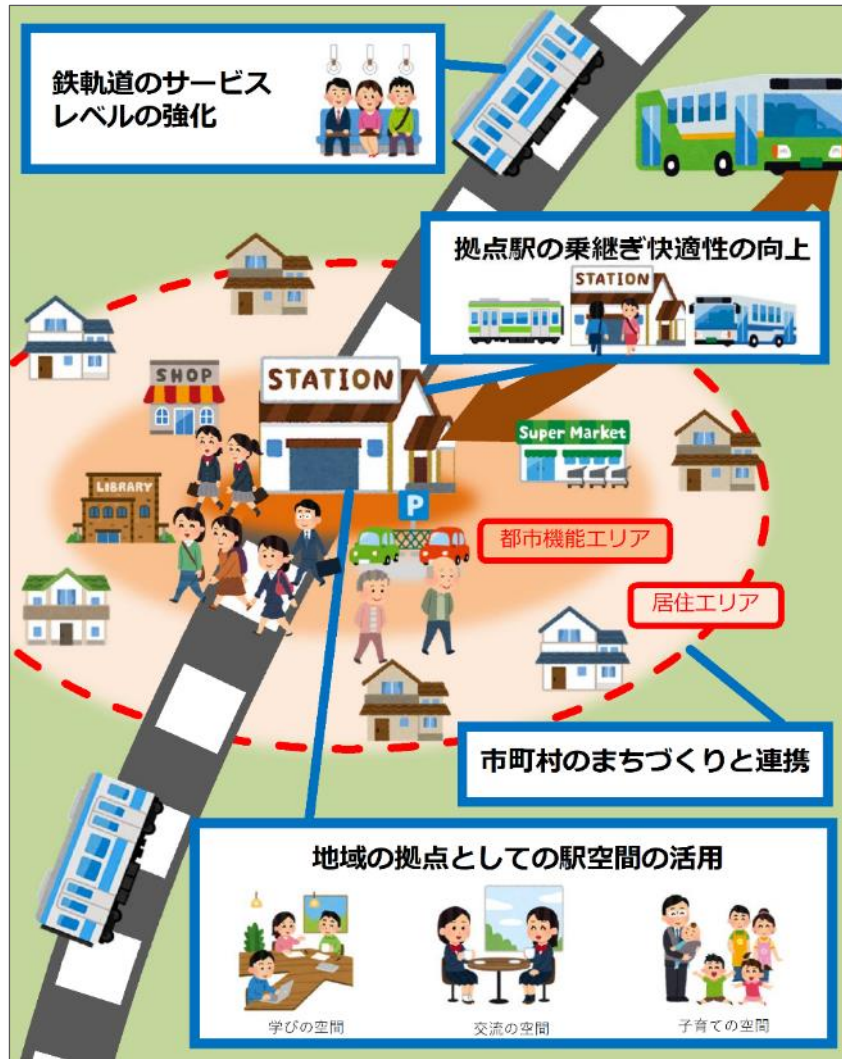 鉄軌道のサービス
レベルの強化
拠点駅の乗継ぎ快適性の向上
STATION
SHOP
STATION
Super Market
LIBRARY
P
都市機能エリア
居住エリア
市町村のまちづくりと連携
地域の拠点としての駅空間の活用
学びの空間
交流の空間
子育ての空間